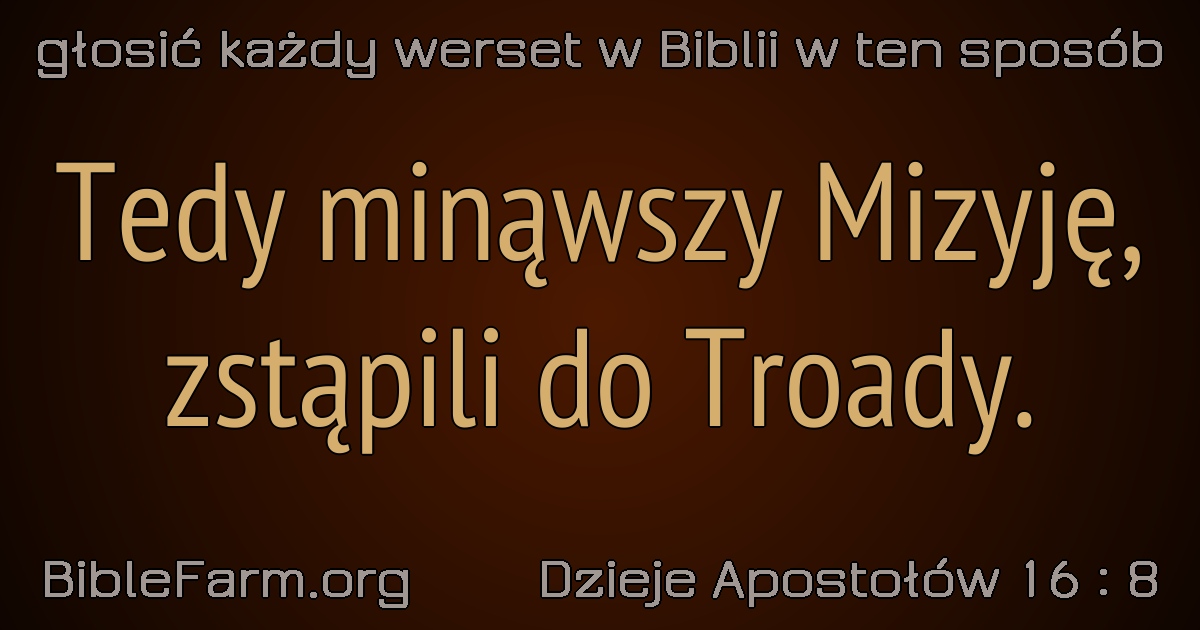 głosić każdy werset w Biblii w ten sposób
Tedy minąwszy Mizyję,
zstąpili do Troady.
BibleFarm.org
Dzieje Apostołów 16 : 8